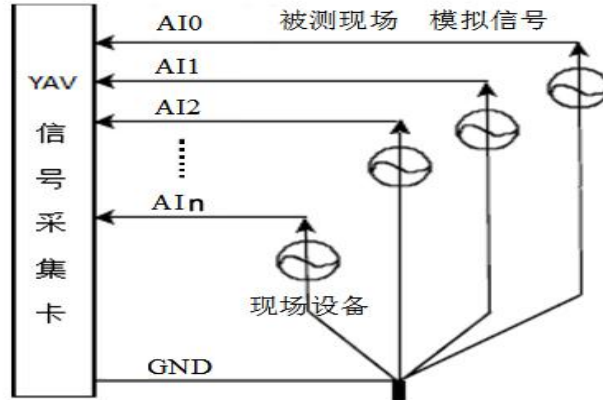 AI0 被测现场 模拟信号
AI1
YAV
AI2
信
号
采
集
卡
AIn
现场设备
GND